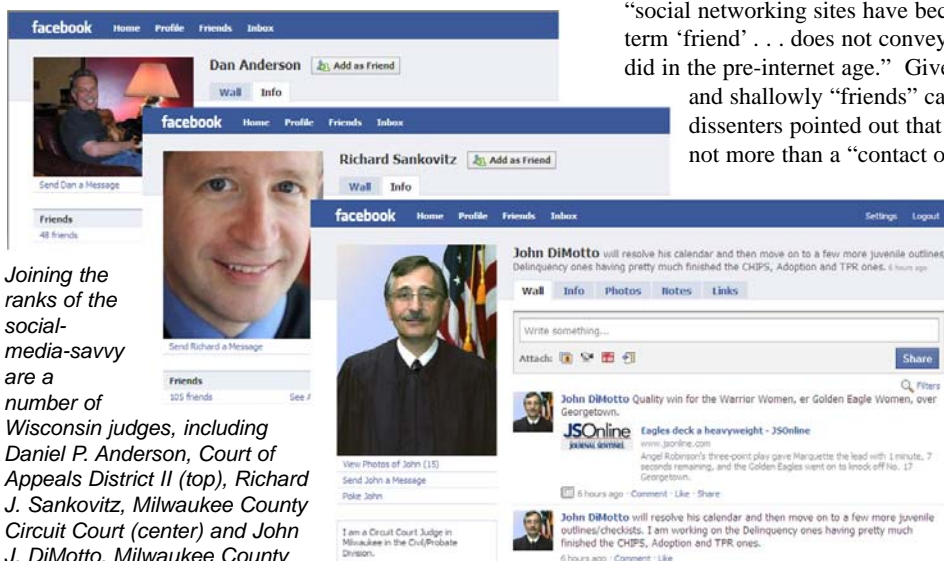 "social networking sites have bec
term 'friend' . . . does not convey
did in the pre-internet age." Give
and shallowly "friends" ca
dissenters pointed out that
not more than a "contact o
facebook Home Profile Friends Inbox
Dan Anderson Add as Friend
Wall Info
Send Dan a Message
Friends
48 friends
facebook Home Profile Friends Inbox
Richard Sankovitz Add as Friend
Wall Info
Send Richard a Message
Friends
105 friends See A
facebook Home Profile Friends Inbox Settings Logout
John DiMotto will resolve his calendar and then move on to a few more juvenile outlines
Delinquency ones having pretty much finished the CHIPS, Adoption and TPR ones. 6 hours ago
Wall Info Photos Notes Links
Write something...
Attach: Share
Filters
John DiMotto Quality win for the Warrior Women, er Golden Eagle Women, over
Georgetown.
JSOnline
JOURNAL SENTINEL
Eagles deck a heavyweight - JSOnline
www.jsonline.com
Angel Robinson's three-point play gave Marquette the lead with 1 minute, 7
seconds remaining, and the Golden Eagles went on to knock off No. 17
Georgetown.
6 hours ago · Comment · Like · Share
John DiMotto will resolve his calendar and then move on to a few more juvenile
outlines/checkists. I am working on the Delinquency ones having pretty much
finished the CHIPS, Adoption and TPR ones.
6 hours ago · Comment · Like
View Photos of John (15)
Send John a Message
Poke John
I am a Circuit Court Judge in
Milwaukee in the Civil/Probate
Division.
Joining the
ranks of the
social-
media-savvy
are a
number of
Wisconsin judges, including
Daniel P. Anderson, Court of
Appeals District II (top), Richard
J. Sankovitz, Milwaukee County
Circuit Court (center) and John
J. DiMotto, Milwaukee County